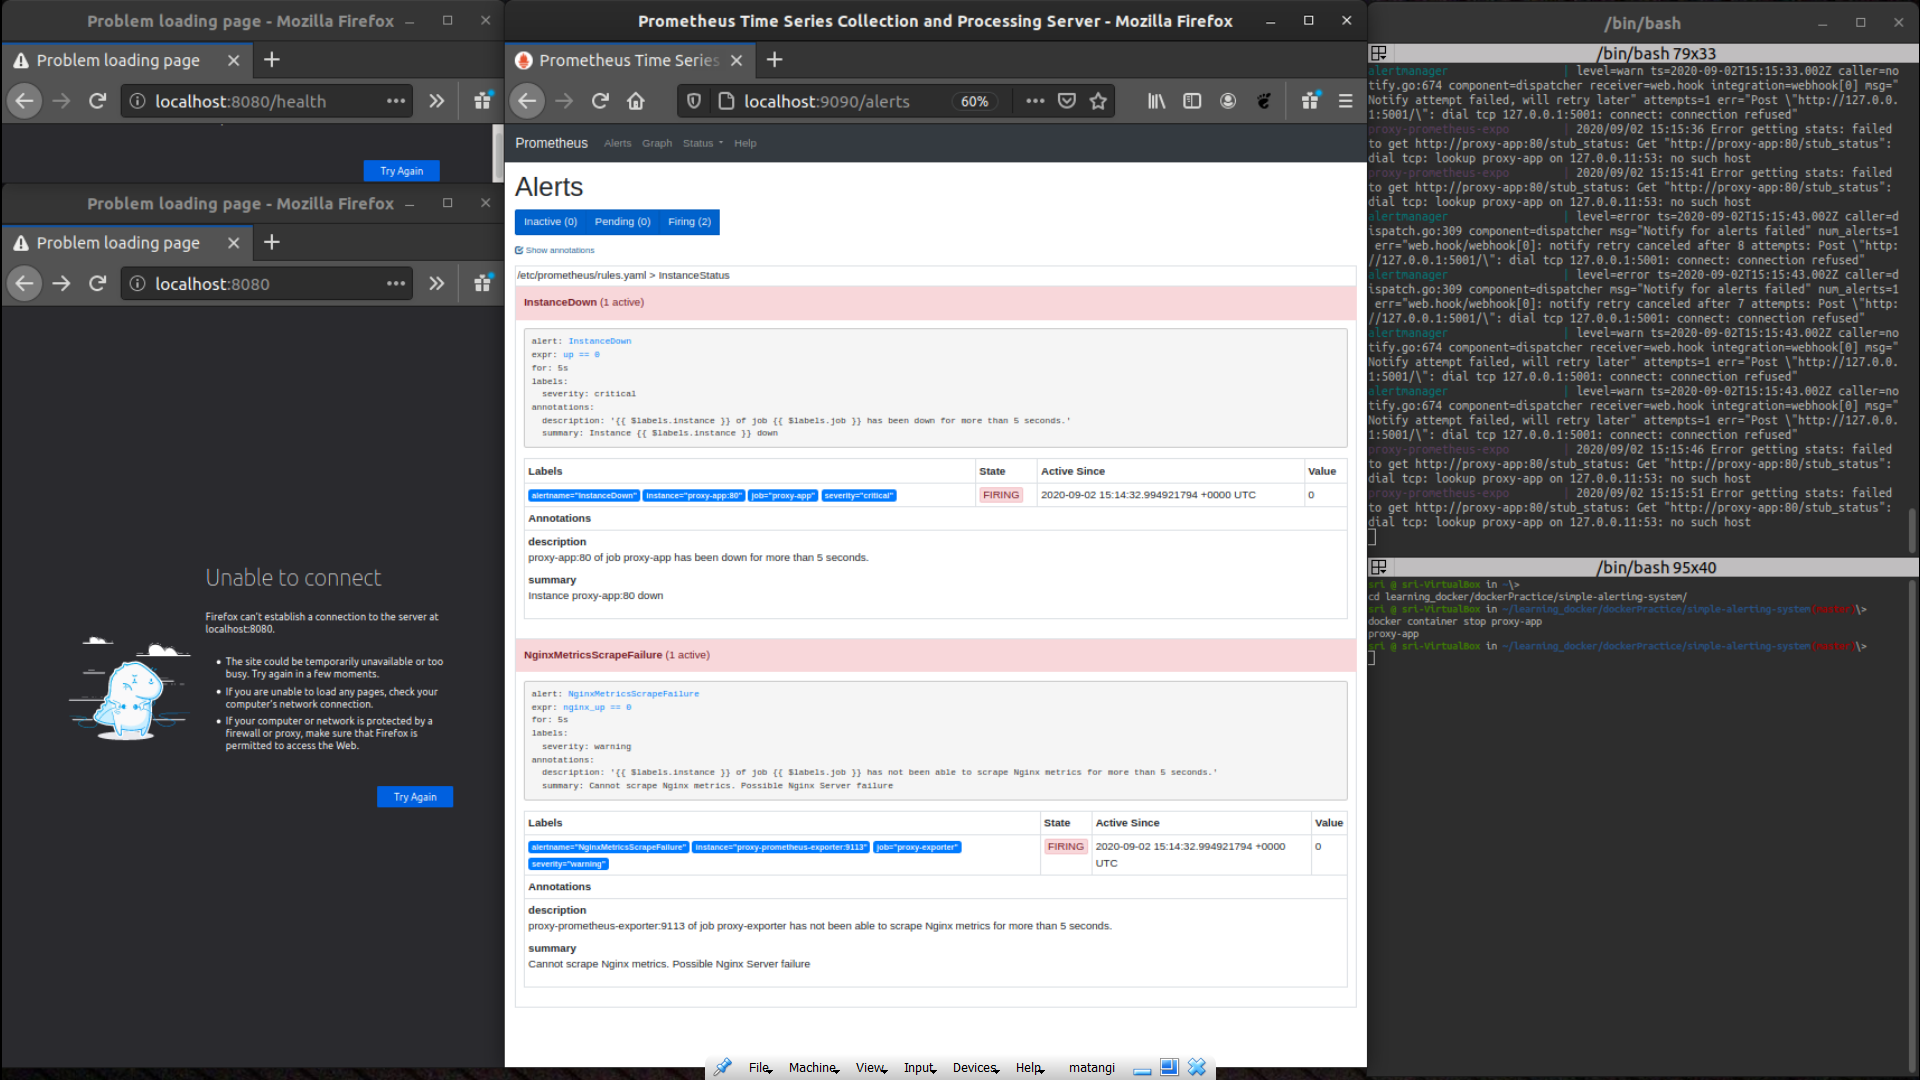 Problem loading page - Mozilla Firefox
Problem loading page
localhost:8080/health
Try Again
Problem loading page - Mozilla Firefox
Problem loading page
localhost:8080
Unable to connect
Firefox can't establish a connection to the server at
localhost:8080.
The site could be temporarily unavailable or too
busy. Try again in a few moments.
If you are unable to load any pages, check your
computer's network connection.
If your computer or network is protected by a
firewall or proxy, make sure that Firefox is
permitted to access the Web.
Try Again
Prometheus Time Series Collection and Processing Server - Mozilla Firefox
Prometheus Time Series
localhost:9090/alerts 60%
Prometheus Alerts Graph Status Help
Alerts
Inactive (0) Pending (0) Firing (2)
Show annotations
/etc/prometheus/rules.yaml > InstanceStatus
InstanceDown (1 active)
alert: InstanceDown
expr: up == 0
for: 5s
labels:
severity: critical
annotations:
description: '{{ $labels.instance }} of job {{ $labels.job }} has been down for more than 5 seconds.'
summary: Instance {{ $labels.instance }} down
Labels State Active Since Value
alertname="InstanceDown" instance="proxy-app:80" job="proxy-app" severity="critical" FIRING 2020-09-02 15:14:32.994921794 +0000 UTC 0
Annotations
description
proxy-app:80 of job proxy-app has been down for more than 5 seconds.
summary
Instance proxy-app:80 down
NginxMetricsScrapeFailure (1 active)
alert: NginxMetricsScrapeFailure
expr: nginx_up == 0
for: 5s
labels:
severity: warning
annotations:
description: '{{ $labels.instance }} of job {{ $labels.job }} has not been able to scrape Nginx metrics for more than 5 seconds.'
summary: Cannot scrape Nginx metrics. Possible Nginx Server failure
Labels State Active Since Value
alertname="NginxMetricsScrapeFailure" instance="proxy-prometheus-exporter:9113" job="proxy-exporter" FIRING 2020-09-02 15:14:32.994921794 +0000 0
severity="warning" UTC
Annotations
description
proxy-prometheus-exporter:9113 of job proxy-exporter has not been able to scrape Nginx metrics for more than 5 seconds.
summary
Cannot scrape Nginx metrics. Possible Nginx Server failure
/bin/bash
/bin/bash 79x33
alertmanager | level=warn ts=2020-09-02T15:15:33.002Z caller=no
tify.go:674 component=dispatcher receiver=web.hook integration=webhook[0] msg="
Notify attempt failed, will retry later" attempts=1 err="Post \"http://127.0.0.
1:5001/\": dial tcp 127.0.0.1:5001: connect: connection refused"
proxy-prometheus-expo | 2020/09/02 15:15:36 Error getting stats: failed
to get http://proxy-app:80/stub_status: Get "http://proxy-app:80/stub_status":
dial tcp: lookup proxy-app on 127.0.0.11:53: no such host
proxy-prometheus-expo | 2020/09/02 15:15:41 Error getting stats: failed
to get http://proxy-app:80/stub_status: Get "http://proxy-app:80/stub_status":
dial tcp: lookup proxy-app on 127.0.0.11:53: no such host
alertmanager | level=error ts=2020-09-02T15:15:43.002Z caller=d
ispatch.go:309 component=dispatcher msg="Notify for alerts failed" num_alerts=1
err="web.hook/webhook[0]: notify retry canceled after 8 attempts: Post \"http:
//127.0.0.1:5001/\": dial tcp 127.0.0.1:5001: connect: connection refused"
alertmanager | level=error ts=2020-09-02T15:15:43.002Z caller=d
ispatch.go:309 component=dispatcher msg="Notify for alerts failed" num_alerts=1
err="web.hook/webhook[0]: notify retry canceled after 7 attempts: Post \"http:
//127.0.0.1:5001/\": dial tcp 127.0.0.1:5001: connect: connection refused"
alertmanager | level=warn ts=2020-09-02T15:15:43.002Z caller=no
tify.go:674 component=dispatcher receiver=web.hook integration=webhook[0] msg="
Notify attempt failed, will retry later" attempts=1 err="Post \"http://127.0.0.
1:5001/\": dial tcp 127.0.0.1:5001: connect: connection refused"
alertmanager | level=warn ts=2020-09-02T15:15:43.002Z caller=no
tify.go:674 component=dispatcher receiver=web.hook integration=webhook[0] msg="
Notify attempt failed, will retry later" attempts=1 err="Post \"http://127.0.0.
1:5001/\": dial tcp 127.0.0.1:5001: connect: connection refused"
proxy-prometheus-expo | 2020/09/02 15:15:46 Error getting stats: failed
to get http://proxy-app:80/stub_status: Get "http://proxy-app:80/stub_status":
dial tcp: lookup proxy-app on 127.0.0.11:53: no such host
proxy-prometheus-expo | 2020/09/02 15:15:51 Error getting stats: failed
to get http://proxy-app:80/stub_status: Get "http://proxy-app:80/stub_status":
dial tcp: lookup proxy-app on 127.0.0.11:53: no such host
/bin/bash 95x40
sri @ sri-VirtualBox in ~\>
cd learning_docker/dockerPractice/simple-alerting-system/
sri @ sri-VirtualBox in ~/learning_docker/dockerPractice/simple-alerting-system(master)\>
docker container stop proxy-app
proxy-app
sri @ sri-VirtualBox in ~/learning_docker/dockerPractice/simple-alerting-system(master)\>
File Machine View Input Devices Help matangi